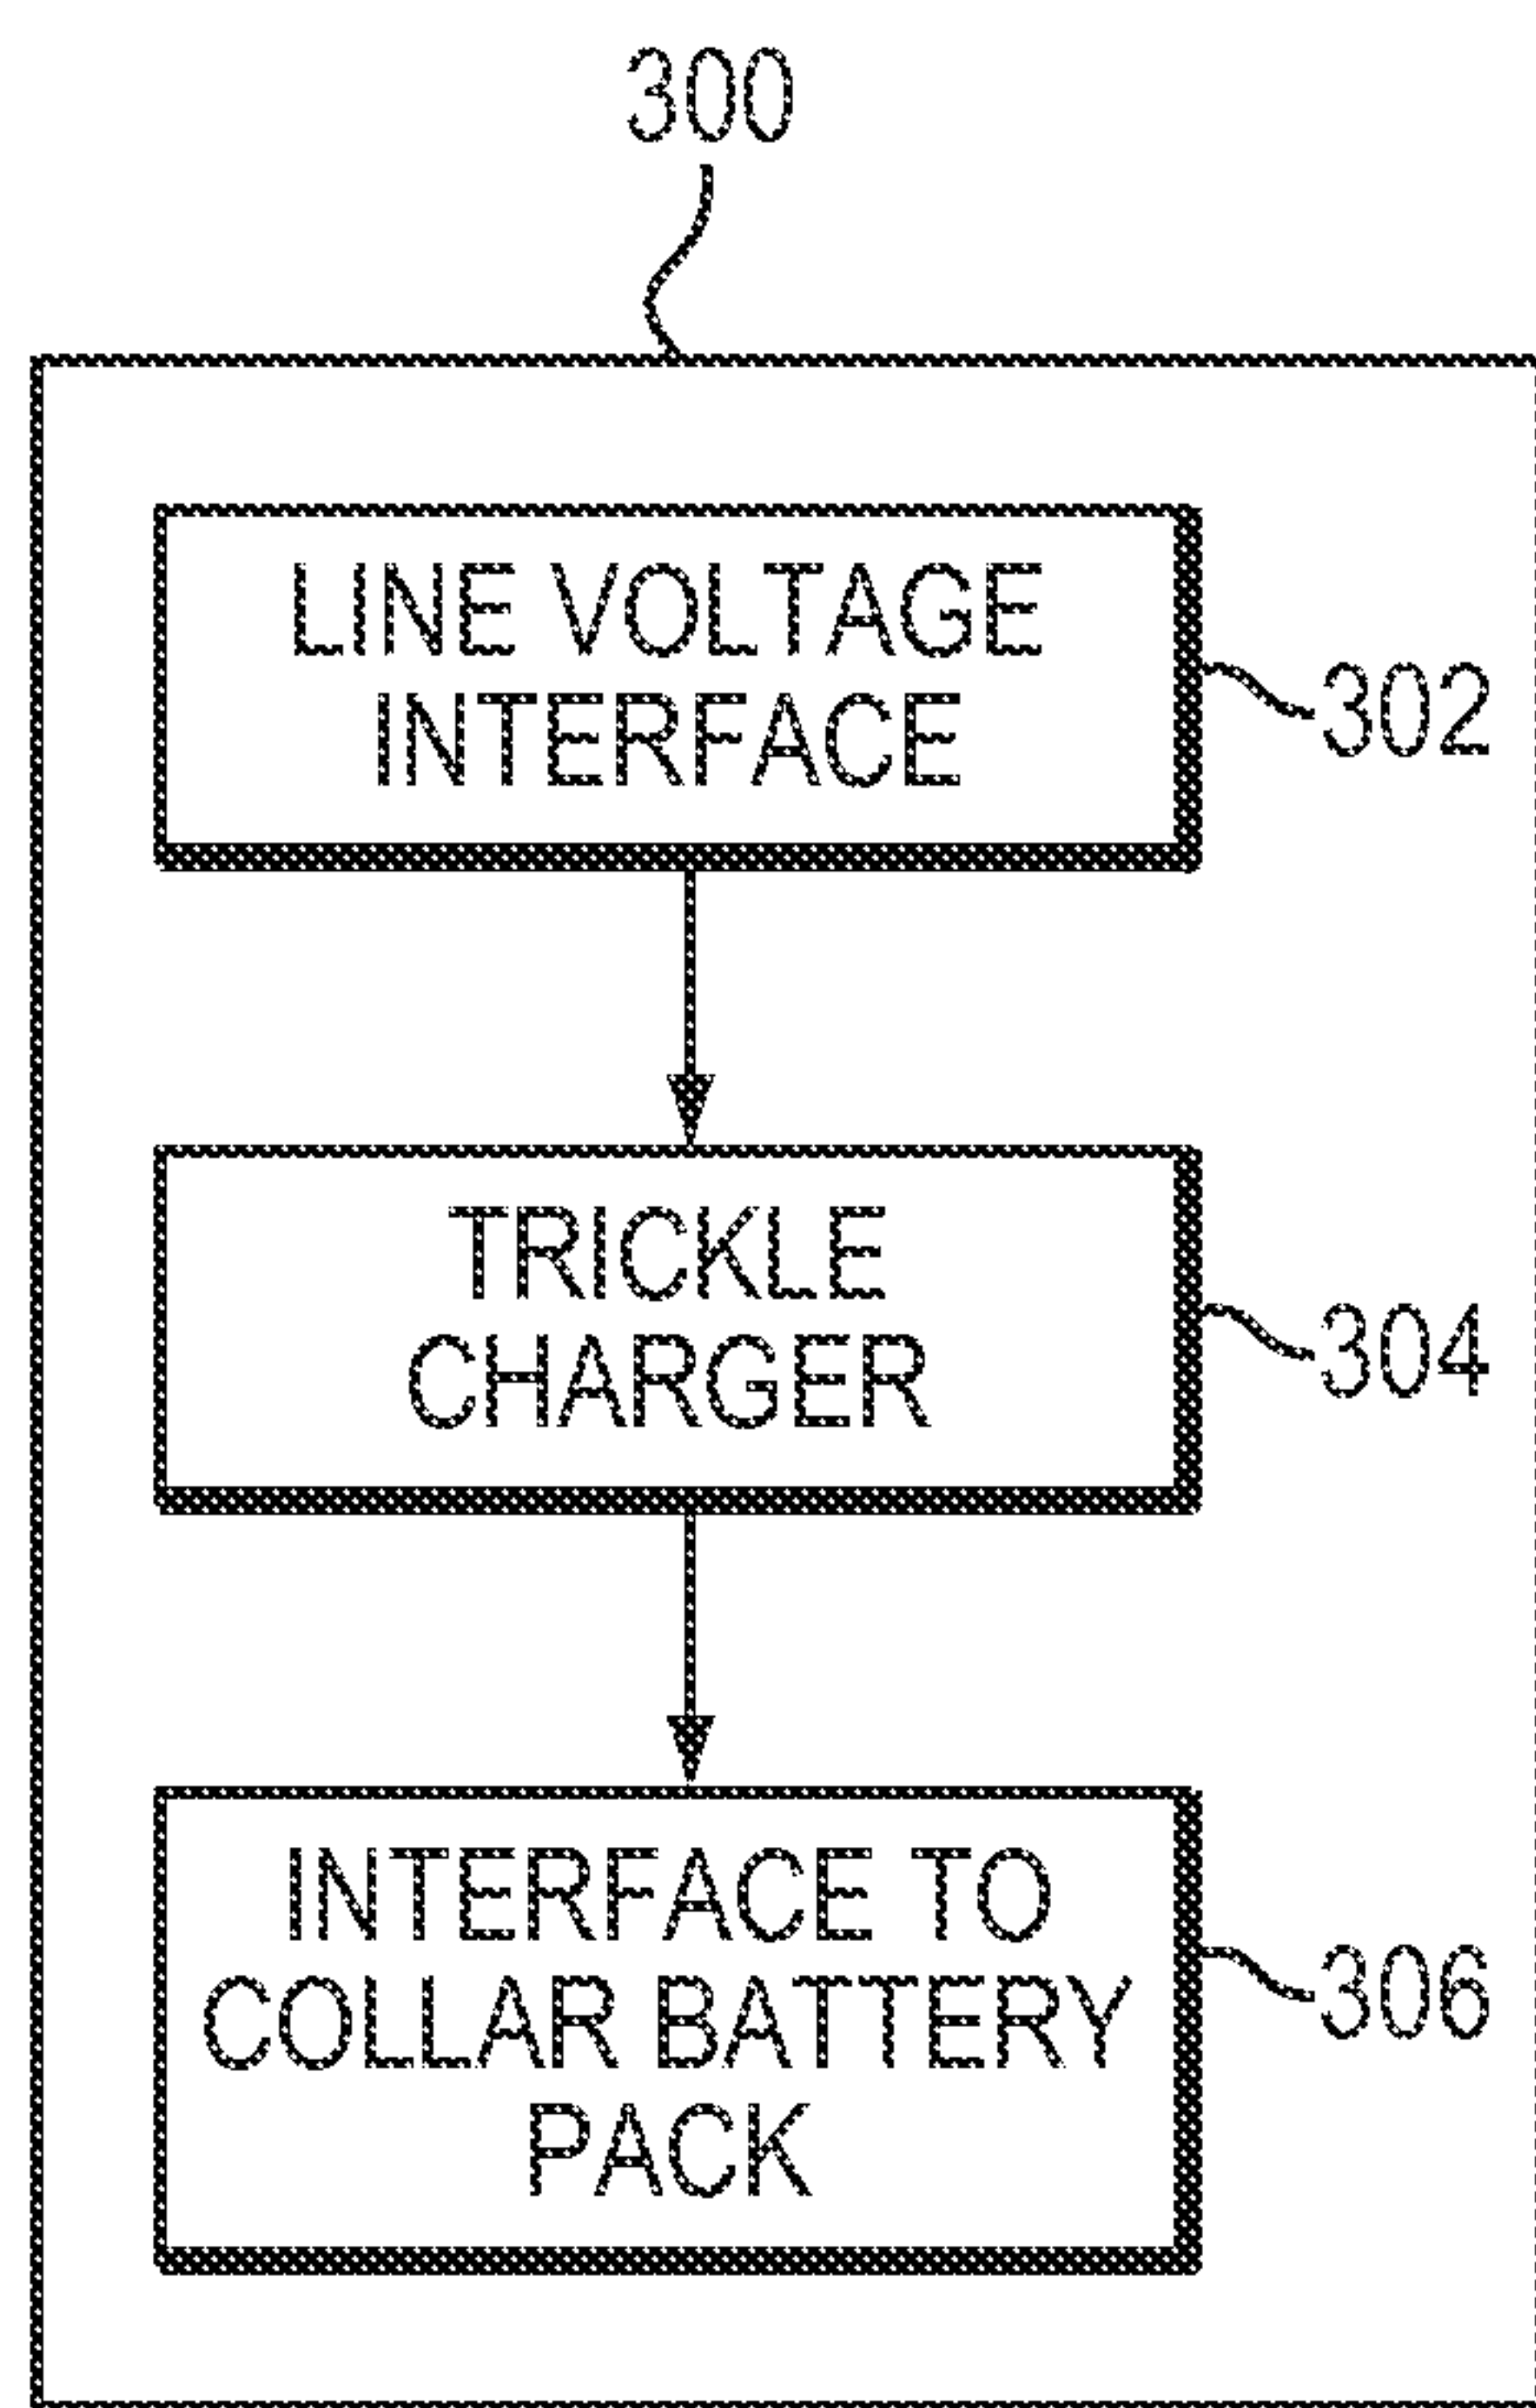 300
LINE VOLTAGE
INTERFACE
302
TRICKLE
CHARGER
304
INTERFACE TO
COLLAR BATTERY
PACK
306